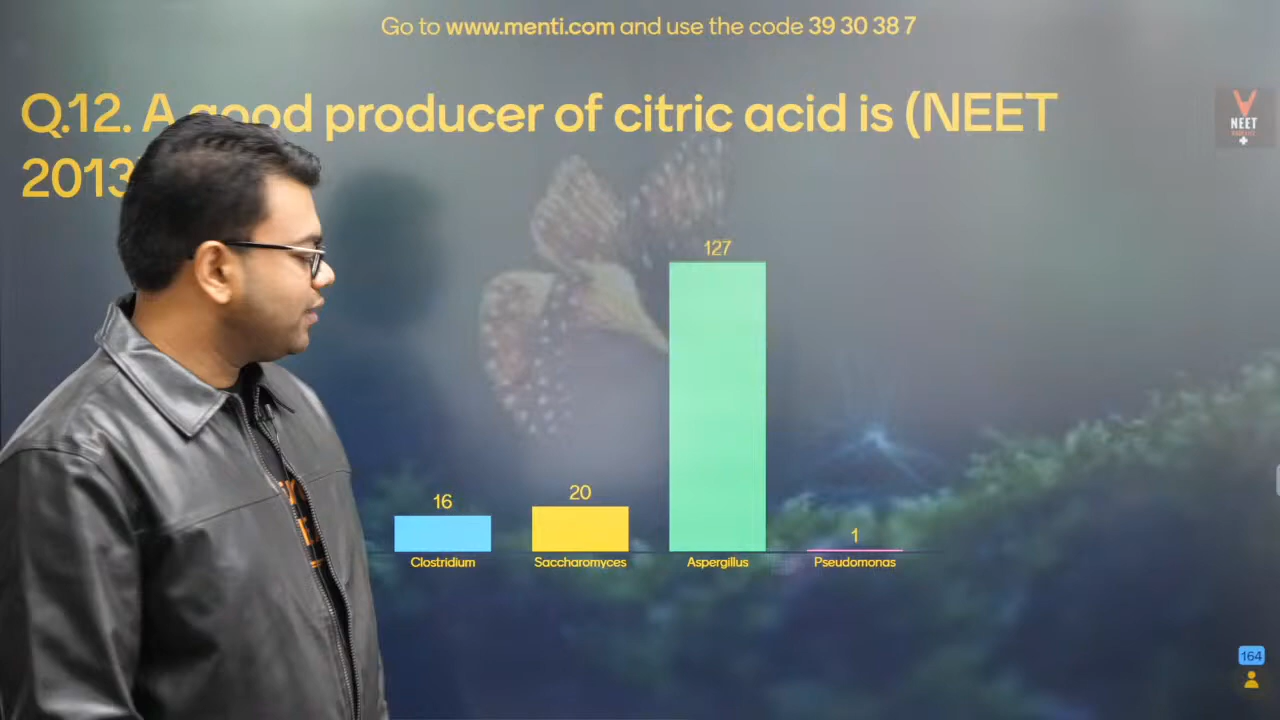 Go to www.menti.com and use the code 39 30 38 7
Q.12. A good producer of citric acid is (NEET
2013
NEET
127
20
16
1
Clostridium Saccharomyces Aspergillus Pseudomonas
164